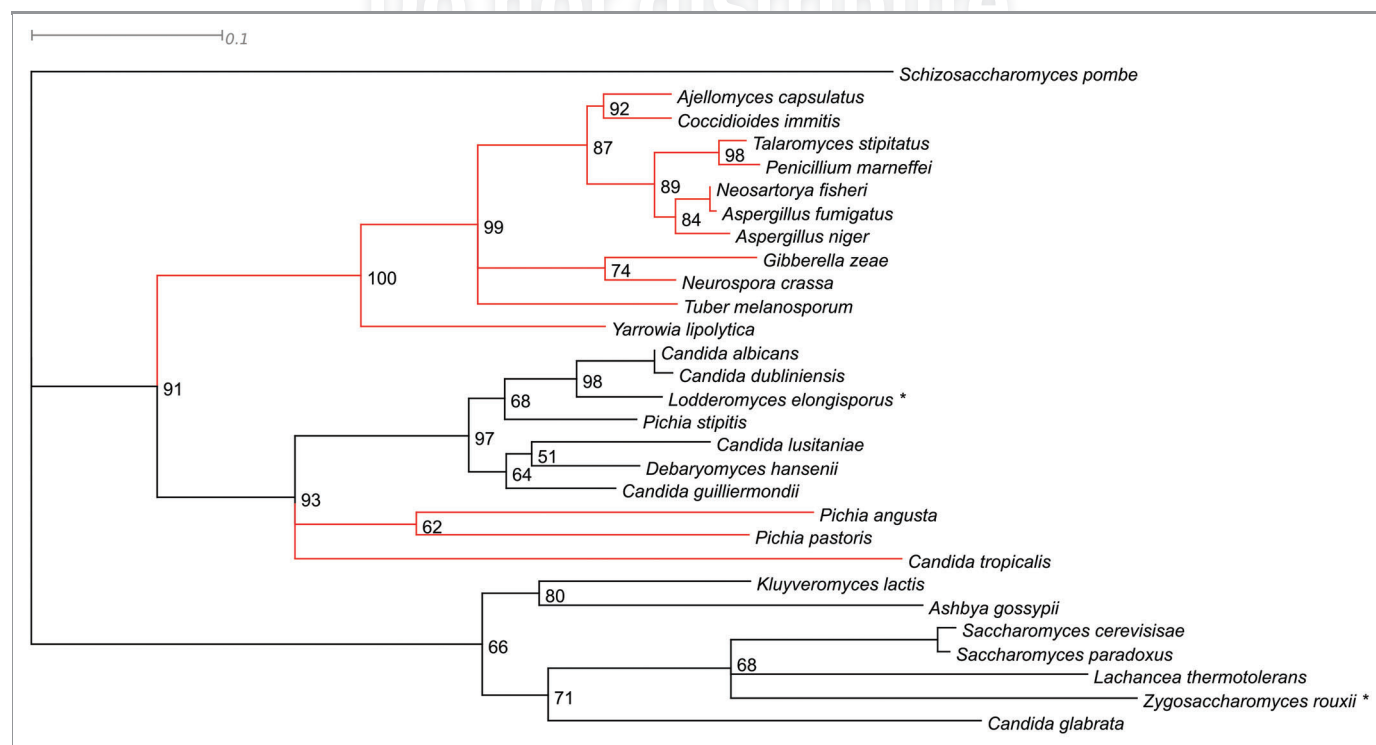 0.1
Schizosaccharomyces pombe
Ajellomyces capsulatus
92
Coccidioides immitis
87
Talaromyces stipitatus
98
Penicillium marneffei
89
Neosartorya fisheri
84
Aspergillus fumigatus
99
Aspergillus niger
Gibberella zeae
74
100
Neurospora crassa
Tuber melanosporum
Yarrowia lipolytica
Candida albicans
98
Candida dubliniensis
91
68
Lodderomyces elongisporus *
Pichia stipitis
97
Candida lusitaniae
51
Debaryomyces hansenii
64
Candida guilliermondii
93
Pichia angusta
62
Pichia pastoris
Candida tropicalis
Kluyveromyces lactis
80
Ashbya gossypii
Saccharomyces cerevisisae
66
Saccharomyces paradoxus
68
Lachancea thermotolerans
71
Zygosaccharomyces rouxii *
Candida glabrata